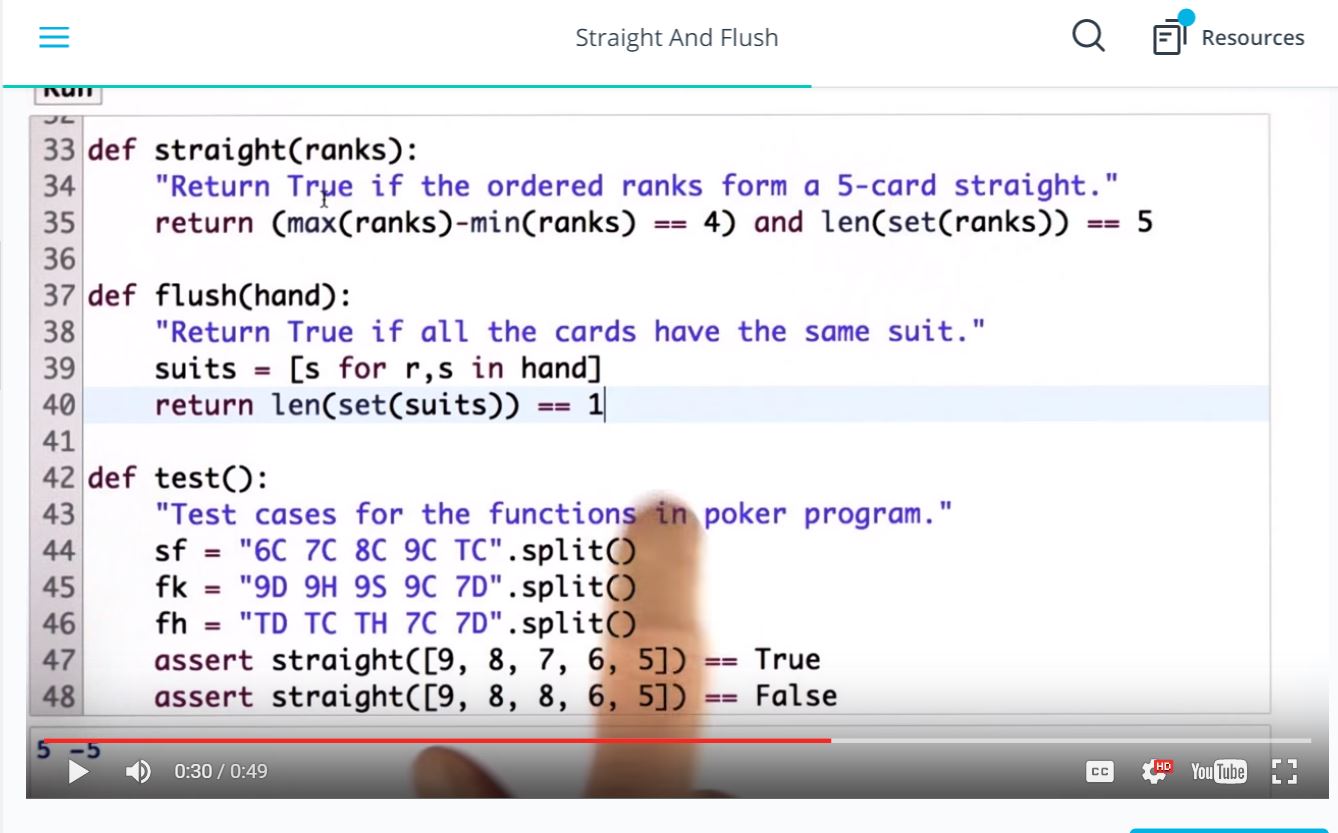 Straight And Flush
Resources
Run
32
33 def straight(ranks):
34     "Return True if the ordered ranks form a 5-card straight."
35     return (max(ranks)-min(ranks) == 4) and len(set(ranks)) == 5
36
37 def flush(hand):
38     "Return True if all the cards have the same suit."
39     suits = [s for r,s in hand]
40     return len(set(suits)) == 1
41
42 def test():
43     "Test cases for the functions in poker program."
44     sf = "6C 7C 8C 9C TC".split()
45     fk = "9D 9H 9S 9C 7D".split()
46     fh = "TD TC TH 7C 7D".split()
47     assert straight([9, 8, 7, 6, 5]) == True
48     assert straight([9, 8, 8, 6, 5]) == False
5 -5
0:30 / 0:49
CC
HD
YouTube